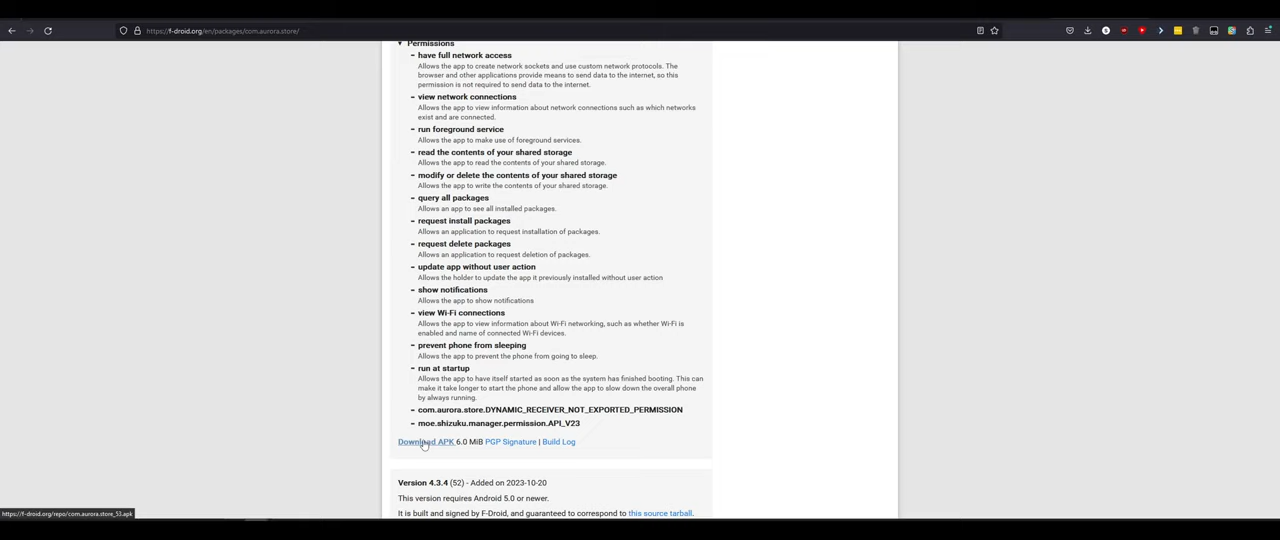 https://f-droid.org/en/packages/com.aurora.store/
Permissions
have full network access
Allows the app to create network sockets and use custom network protocols. The
browser and other applications provide means to send data to the internet, so this
permission is not required to send data to the internet.
view network connections
Allows the app to view information about network connections such as which networks
exist and are connected.
run foreground service
Allows the app to make use of foreground services.
read the contents of your shared storage
Allows the app to read the contents of your shared storage.
modify or delete the contents of your shared storage
Allows the app to write the contents of your shared storage.
query all packages
Allows an app to see all installed packages.
request install packages
Allows an application to request installation of packages.
request delete packages
Allows an application to request deletion of packages.
update app without user action
Allows the holder to update the app it previously installed without user action
show notifications
Allows the app to show notifications
view Wi-Fi connections
Allows the app to view information about Wi-Fi networking, such as whether Wi-Fi is
enabled and name of connected Wi-Fi devices.
prevent phone from sleeping
Allows the app to prevent the phone from going to sleep.
run at startup
Allows the app to have itself started as soon as the system has finished booting. This can
make it take longer to start the phone and allow the app to slow down the overall phone
by always running.
com.aurora.store.DYNAMIC_RECEIVER_NOT_EXPORTED_PERMISSION
moe.shizuku.manager.permission.API_V23
Download APK 6.0 MiB PGP Signature | Build Log
Version 4.3.4 (52) - Added on 2023-10-20
This version requires Android 5.0 or newer.
It is built and signed by F-Droid, and guaranteed to correspond to this source tarball.
https://f-droid.org/repo/com.aurora.store_53.apk